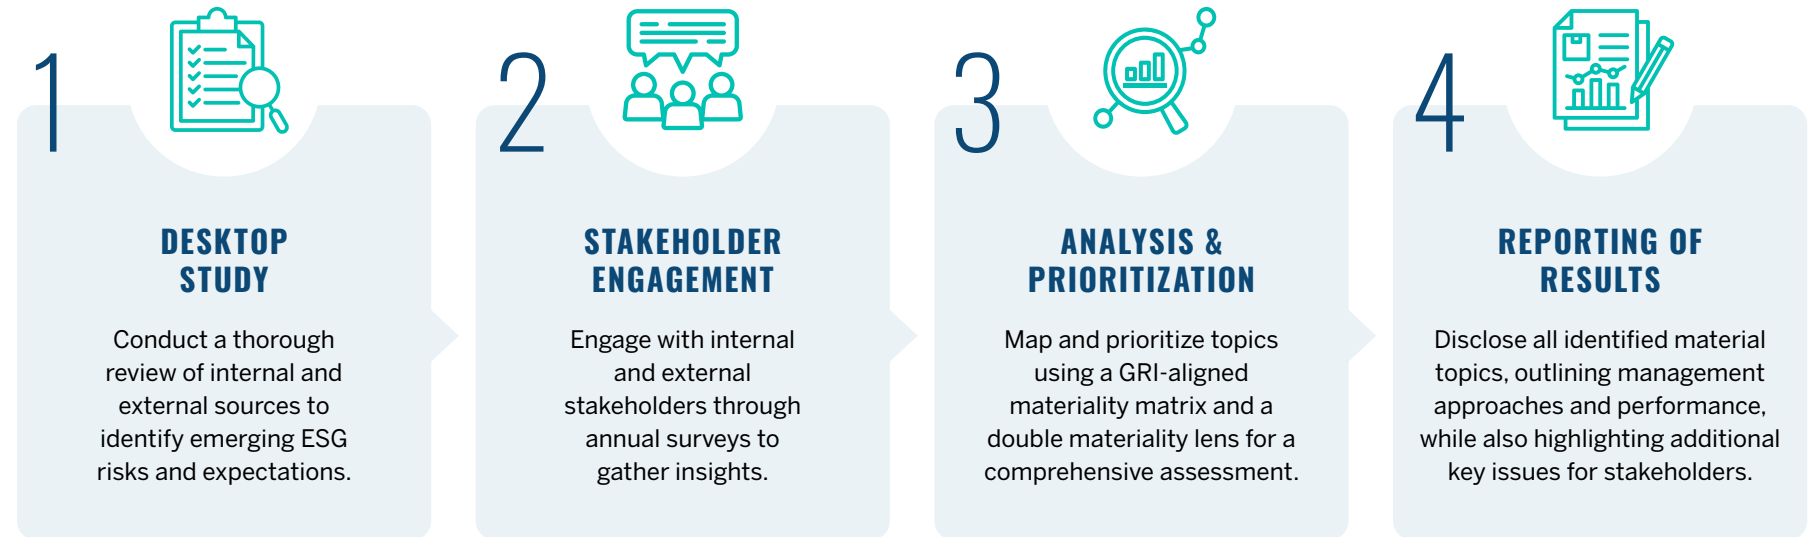 1
DESKTOP
STUDY
Conduct a thorough
review of internal and
external sources to
identify emerging ESG
risks and expectations.
2
STAKEHOLDER
ENGAGEMENT
Engage with internal
and external
stakeholders through
annual surveys to
gather insights.
3
ANALYSIS &
PRIORITIZATION
Map and prioritize topics
using a GRI-aligned
materiality matrix and a
double materiality lens for a
comprehensive assessment.
4
REPORTING OF
RESULTS
Disclose all identified material
topics, outlining management
approaches and performance,
while also highlighting additional
key issues for stakeholders.